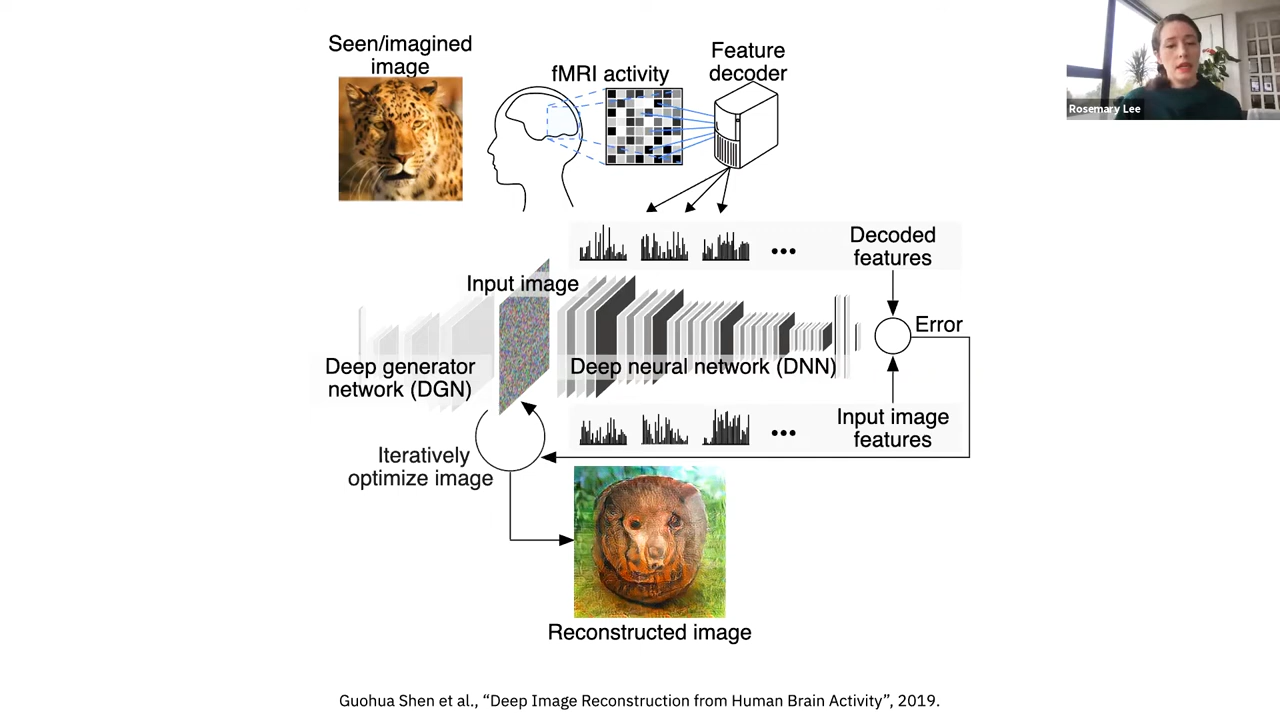 Seen/imagined
image
fMRI activity
Feature
decoder
Rosemary Lee
Decoded
features
Input image
Error
Deep generator
network (DGN)
Deep neural network (DNN)
Input image
features
Iteratively
optimize image
Reconstructed image
Guohua Shen et al., “Deep Image Reconstruction from Human Brain Activity”, 2019.